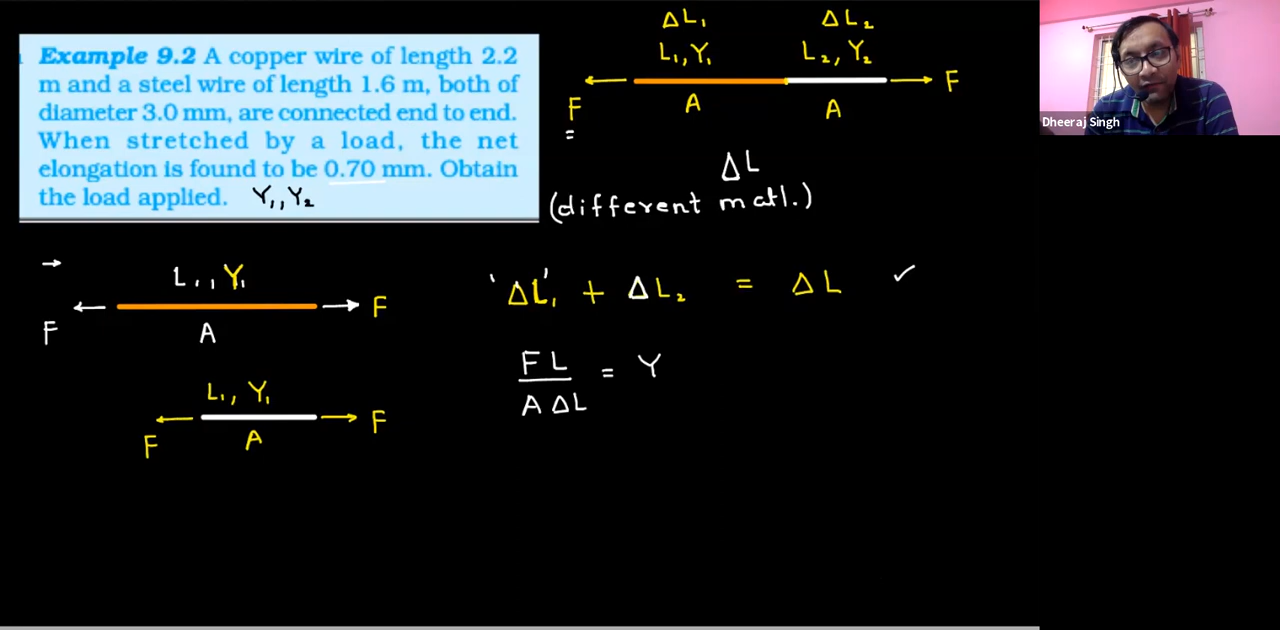 Example 9.2 A copper wire of length 2.2
m and a steel wire of length 1.6 m, both of
diameter 3.0 mm, are connected end to end.
When stretched by a load, the net
elongation is found to be 0.70 mm. Obtain
the load applied. Y₁, Y₂
ΔL₁ ΔL₂
L₁, Y₁ L₂, Y₂
F F
A A
=
ΔL
(different matl.)
Dheeraj Singh
L₁, Y₁
F F
A
L₁, Y₁
F F
A
'ΔL₁' + ΔL₂ = ΔL ✓
FL / AΔL = Y